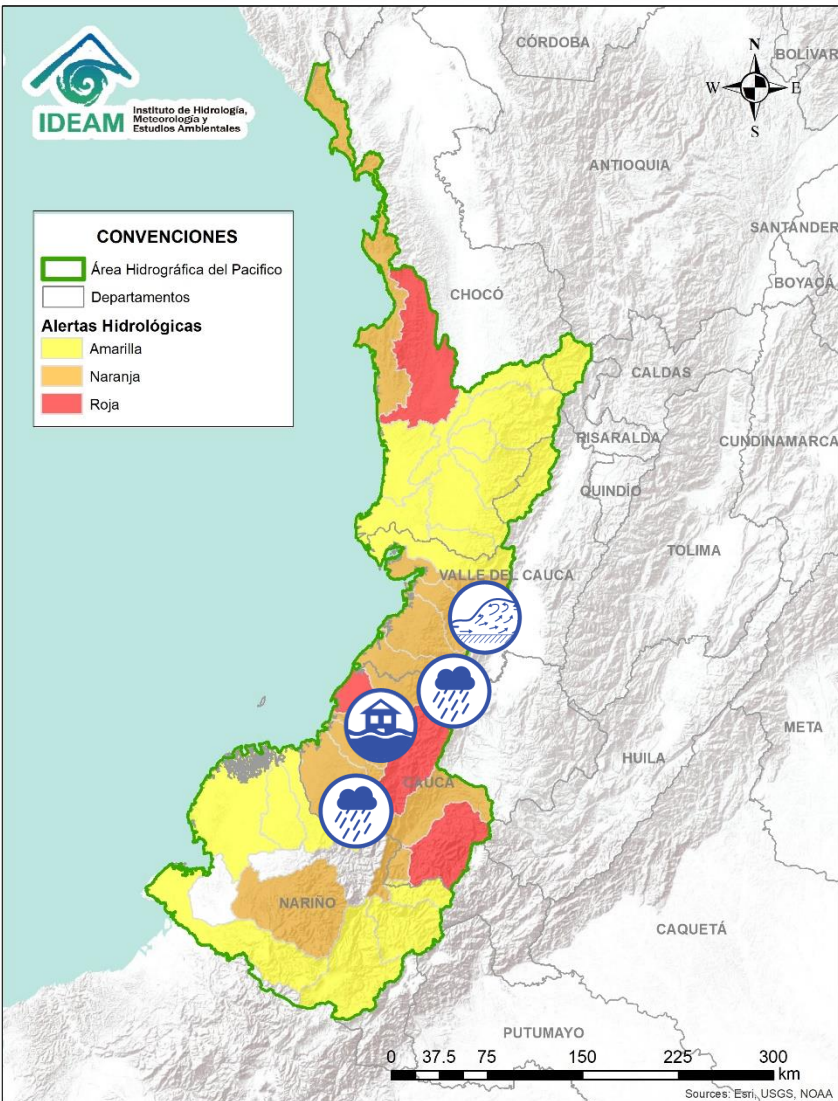 IDEAM
Instituto de Hidrología,
Meteorología y
Estudios Ambientales
CÓRDOBA
BOLÍVAR
N
W
E
S
ANTIOQUIA
SANTANDER
BOYACÁ
CONVENCIONES
Área Hidrográfica del Pacifico
Departamentos
Alertas Hidrológicas
Amarilla
Naranja
Roja
CHOCÓ
CALDAS
RISARALDA
CUNDINAMARCA
QUINDÍO
TOLIMA
VALLE DEL CAUCA
META
HUILA
CAUCA
NARIÑO
CAQUETÁ
PUTUMAYO
0 37.5 75 150 225 300
km
Sources: Esri, USGS, NOAA